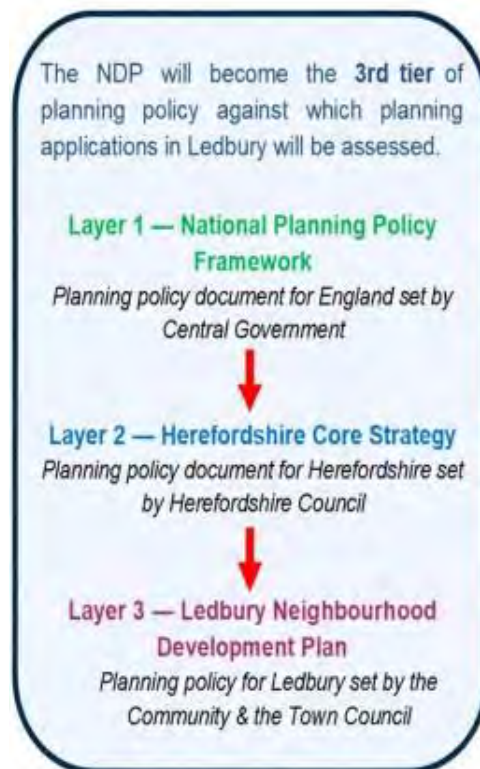 The NDP will become the 3rd tier of
planning policy against which planning
applications in Ledbury will be assessed.
Layer 1 — National Planning Policy
Framework
Planning policy document for England set by
Central Government
Layer 2 — Herefordshire Core Strategy
Planning policy document for Herefordshire set
by Herefordshire Council
Layer 3 — Ledbury Neighbourhood
Development Plan
Planning policy for Ledbury set by the
Community & the Town Council